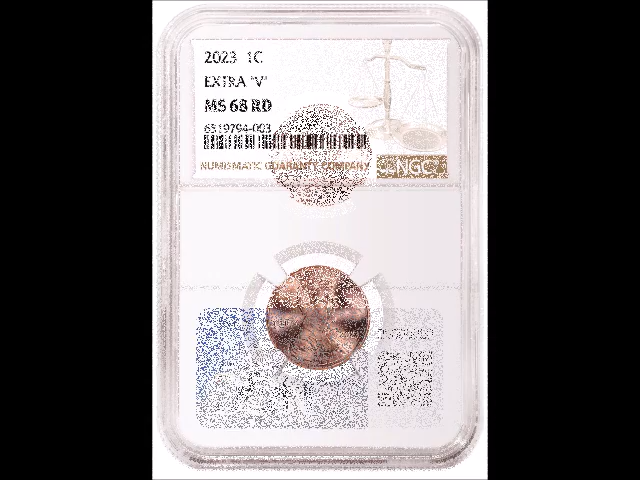 2023 1C
EXTRA "V"
MS 68 RD
6519794-003
NUMISMATIC GUARANTY COMPANY
NGC